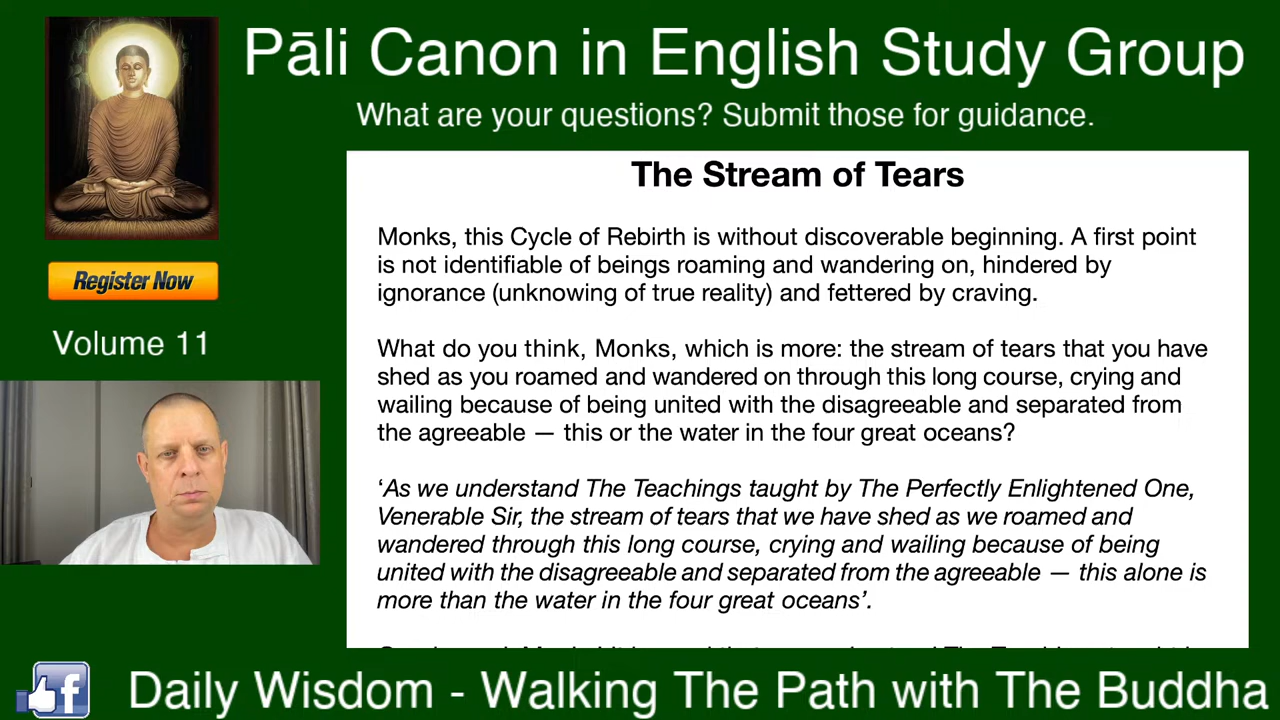 Pāli Canon in English Study Group
What are your questions? Submit those for guidance.
Register Now
Volume 11
The Stream of Tears
Monks, this Cycle of Rebirth is without discoverable beginning. A first point
is not identifiable of beings roaming and wandering on, hindered by
ignorance (unknowing of true reality) and fettered by craving.
What do you think, Monks, which is more: the stream of tears that you have
shed as you roamed and wandered on through this long course, crying and
wailing because of being united with the disagreeable and separated from
the agreeable — this or the water in the four great oceans?
‘As we understand The Teachings taught by The Perfectly Enlightened One,
Venerable Sir, the stream of tears that we have shed as we roamed and
wandered through this long course, crying and wailing because of being
united with the disagreeable and separated from the agreeable — this alone is
more than the water in the four great oceans’.
f
Daily Wisdom - Walking The Path with The Buddha